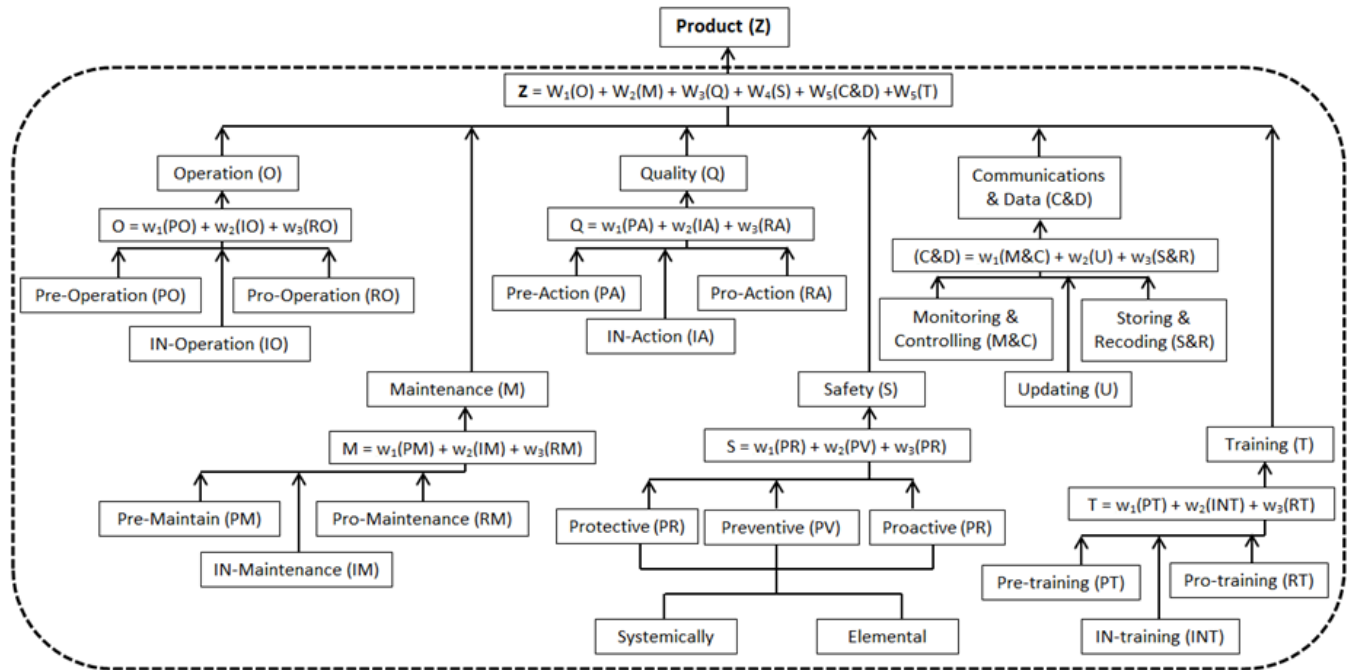 Product (Z)
Z = W₁(O) + W₂(M) + W₃(Q) + W₄(S) + W₅(C&D) +W₅(T)
Operation (O)
Quality (Q)
Communications
& Data (C&D)
O = w₁(PO) + w₂(IO) + w₃(RO)
Q = w₁(PA) + w₂(IA) + w₃(RA)
(C&D) = w₁(M&C) + w₂(U) + w₃(S&R)
Pre-Operation (PO)
Pro-Operation (RO)
IN-Operation (IO)
Pre-Action (PA)
Pro-Action (RA)
IN-Action (IA)
Monitoring &
Controlling (M&C)
Storing &
Recoding (S&R)
Updating (U)
Maintenance (M)
Safety (S)
Training (T)
M = w₁(PM) + w₂(IM) + w₃(RM)
S = w₁(PR) + w₂(PV) + w₃(PR)
T = w₁(PT) + w₂(INT) + w₃(RT)
Pre-Maintain (PM)
Pro-Maintenance (RM)
IN-Maintenance (IM)
Protective (PR)
Preventive (PV)
Proactive (PR)
Systemically
Elemental
Pre-training (PT)
Pro-training (RT)
IN-training (INT)